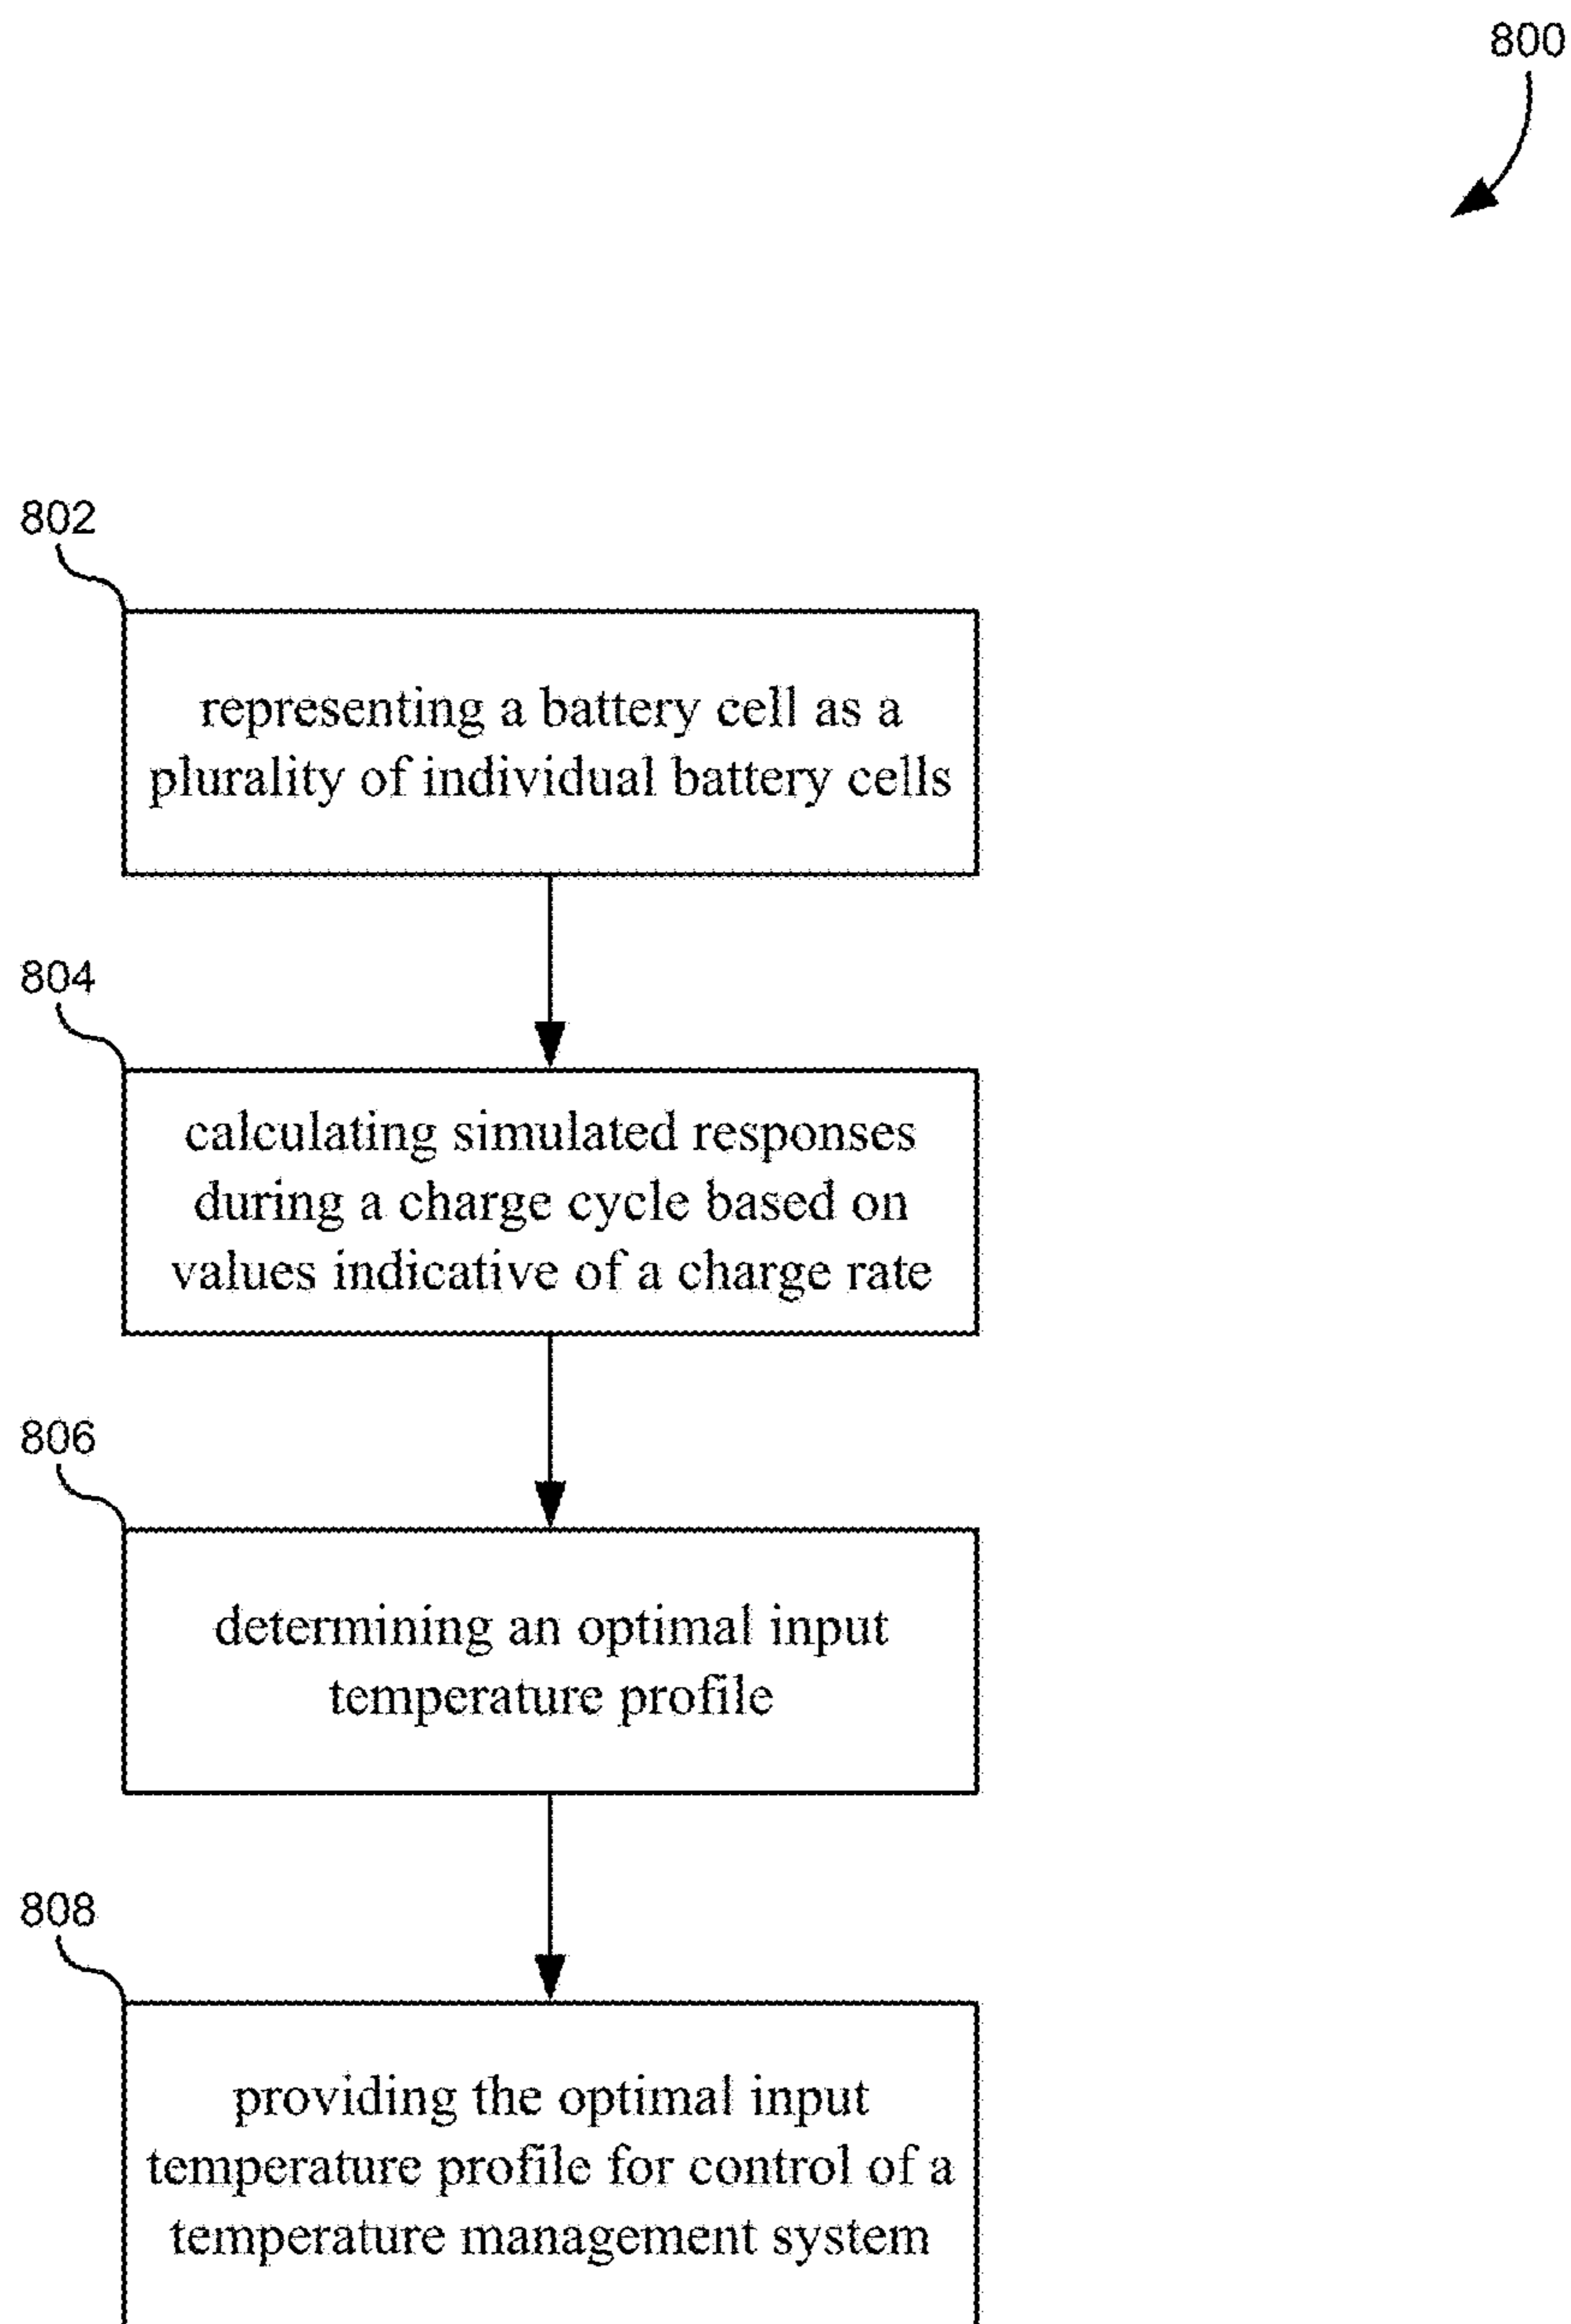 800
802
representing a battery cell as a
plurality of individual battery cells
804
calculating simulated responses
during a charge cycle based on
values indicative of a charge rate
806
determining an optimal input
temperature profile
808
providing the optimal input
temperature profile for control of a
temperature management system